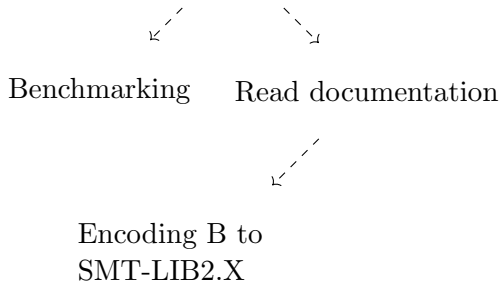 Benchmarking
Read documentation
Encoding B to
SMT-LIB2.X